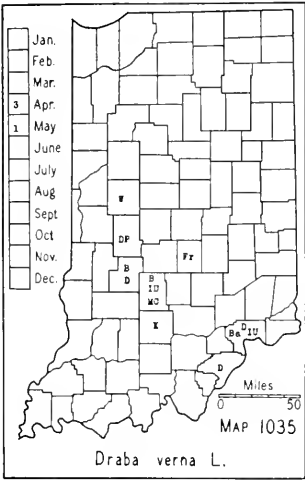 Jan.
Feb.
Mar.
3 Apr.
1 May
June
July
Aug
Sept
Oct
Nov.
Dec.
W
DP
Fr
B
D
B
IU
MC
K
Ba
D
IU
D
Miles
0 50
MAP 1035
Draba verna L.